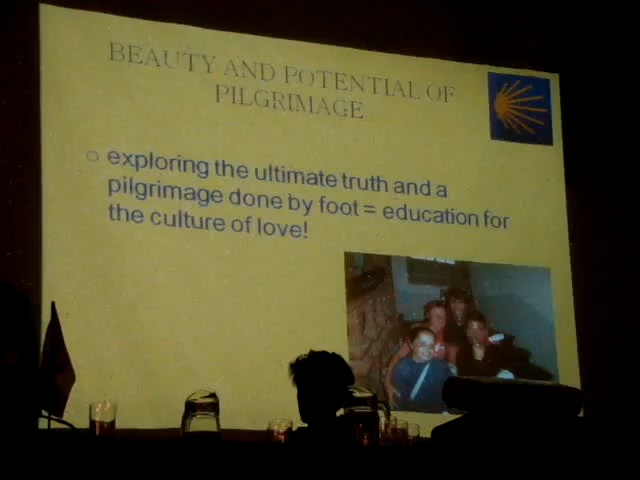 BEAUTY AND POTENTIAL OF
PILGRIMAGE
exploring the ultimate truth and a
pilgrimage done by foot = education for
the culture of love!